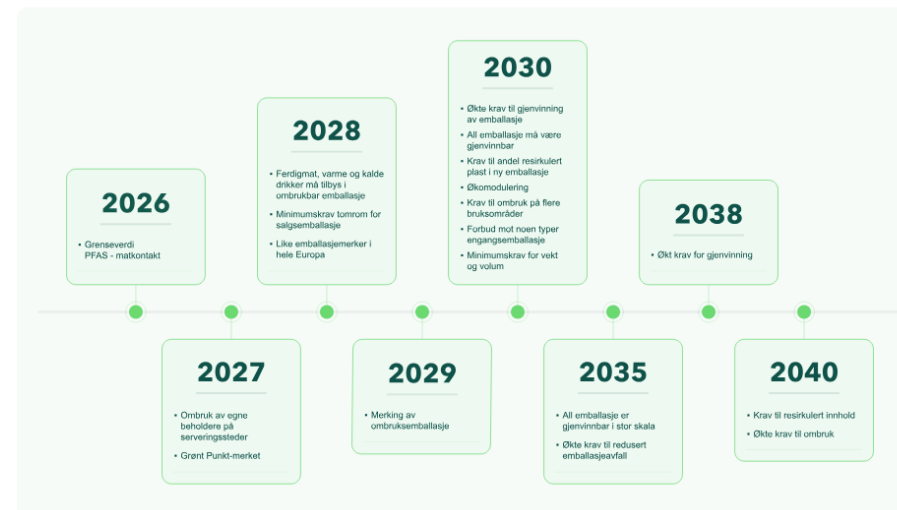 2026
• Grenseverdi
PFAS - matkontakt
2027
• Ombruk av egne
beholdere på
serveringssteder
• Grønt Punkt-merket
2028
• Ferdigmat, varme og kalde
drikker må tilbys i
ombrukbar emballasje
• Minimumskrav tomrom for
salgsemballasje
• Like emballasjemerker i
hele Europa
2029
• Merking av
ombruksemballasje
2030
• Økte krav til gjenvinning
av emballasje
• All emballasje må være
gjenvinnbar
• Krav til andel resirkulert
plast i ny emballasje
• Økomodulering
• Krav til ombruk på flere
bruksområder
• Forbud mot noen typer
engangsemballasje
• Minimumskrav for vekt
og volum
2035
• All emballasje er
gjenvinnbar i stor skala
• Økte krav til redusert
emballasjeavfall
2038
• Økt krav for gjenvinning
2040
• Krav til resirkulert innhold
• Økte krav til ombruk